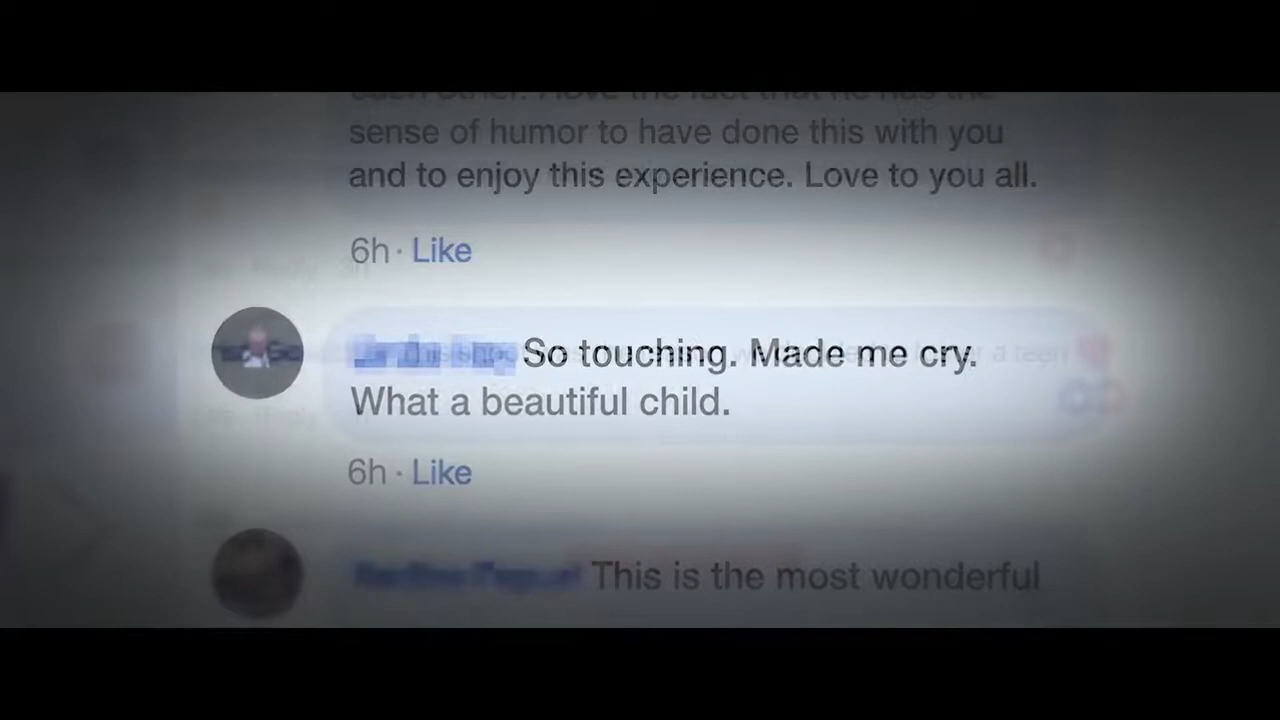 sense of humor to have done this with you
and to enjoy this experience. Love to you all.
6h · Like
So touching. Made me cry.
What a beautiful child.
6h · Like
This is the most wonderful